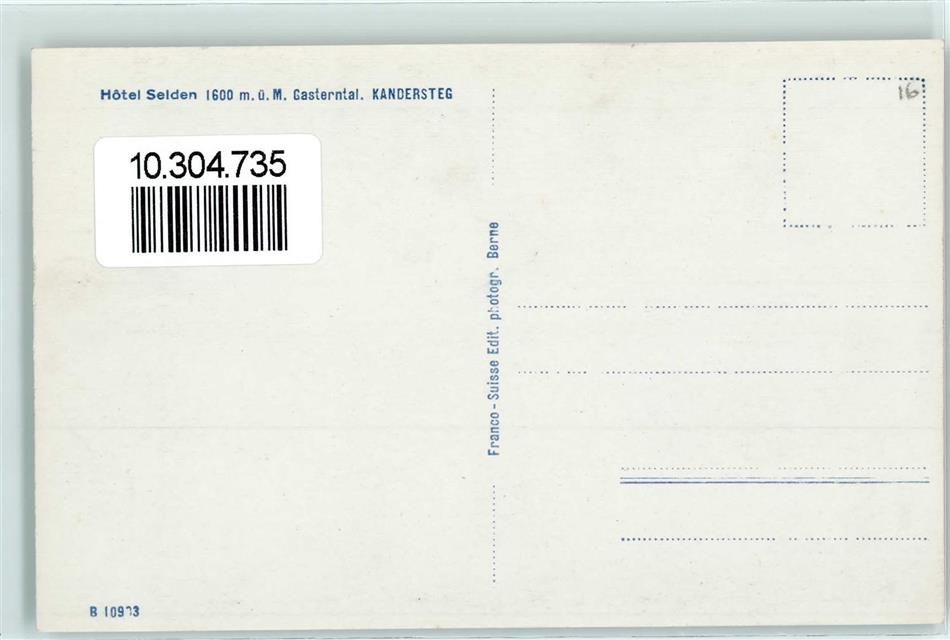 Hôtel Selden 1600 m.ü.M. Gasterntal. KANDERSTEG
10.304.735
16
Franco-Suisse Edit. photogr. Berne